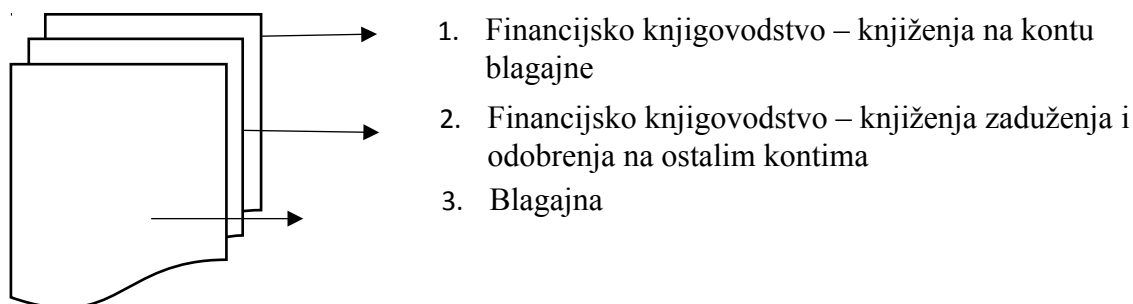 1. Financijsko knjigovodstvo – knjiženja na kontu
blagajne
2. Financijsko knjigovodstvo – knjiženja zaduženja i
odobrenja na ostalim kontima
3. Blagajna